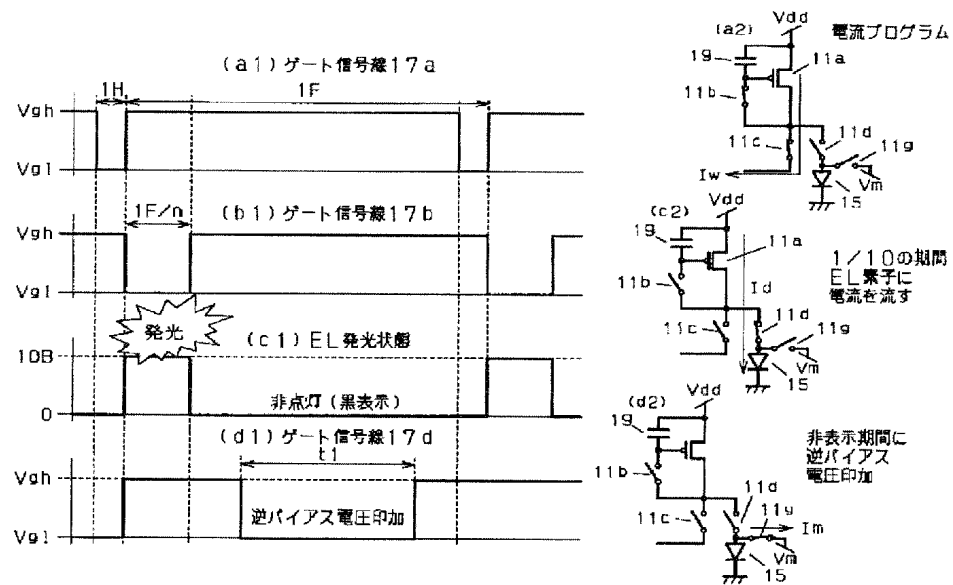 (a1)ゲート信号線17a
1H
1F
Vgh
Vgl
(b1)ゲート信号線17b
1F/n
Vgh
Vgl
発光
(c1)EL発光状態
10B
0
非点灯(黒表示)
(d1)ゲート信号線17d
t1
Vgh
Vgl
逆バイアス電圧印加
(a2)
Vdd
電流プログラム
19
11a
11b
11c
11d
11g
Iw
Vm
15
(c2)
Vdd
19
11a
11b
Id
1/10の期間
EL素子に
電流を流す
11c
11d
11g
Vm
15
(d2)
Vdd
19
非表示期間に
逆バイアス
電圧印加
11b
11d
11g
11c
Im
Vm
15